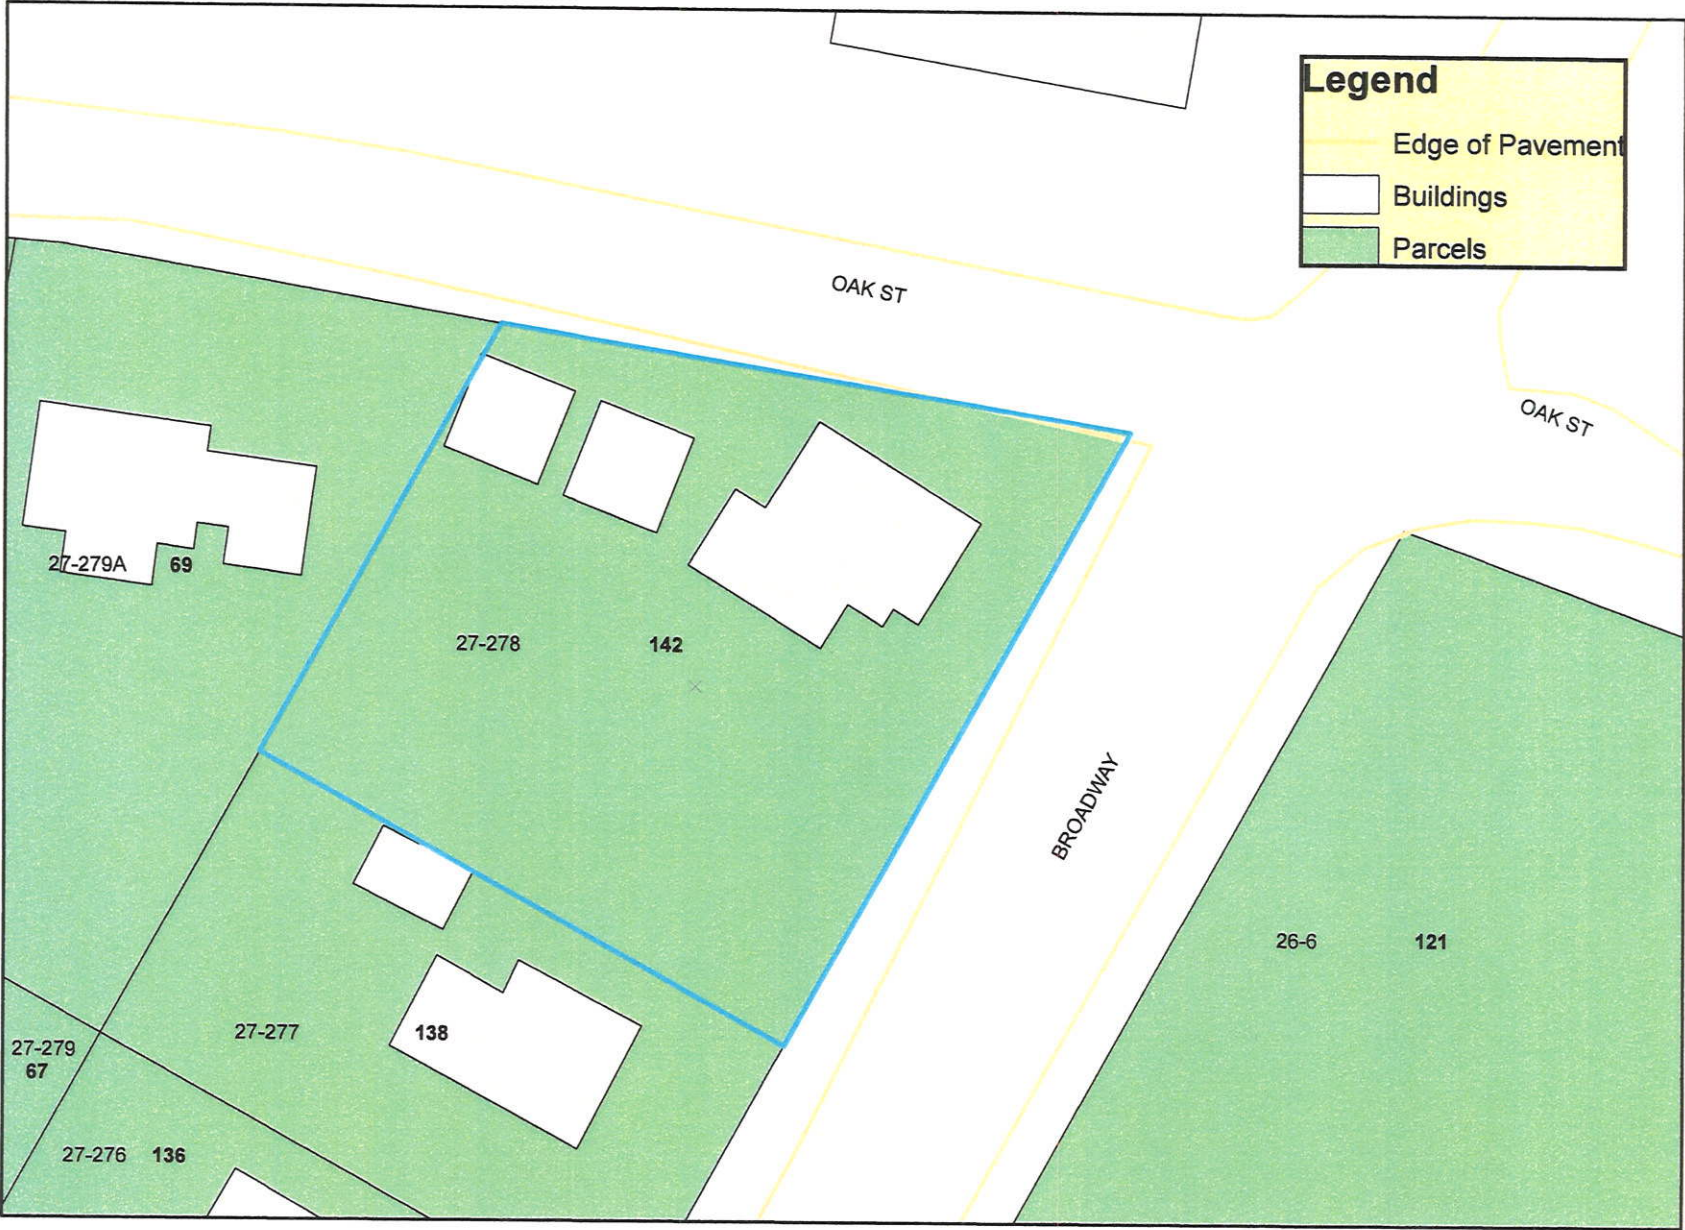 Legend
Edge of Pavement
Buildings
Parcels
OAK ST
OAK ST
27-279A 69
27-278 142
BROADWAY
26-6 121
27-277 138
27-279
67
27-276 136